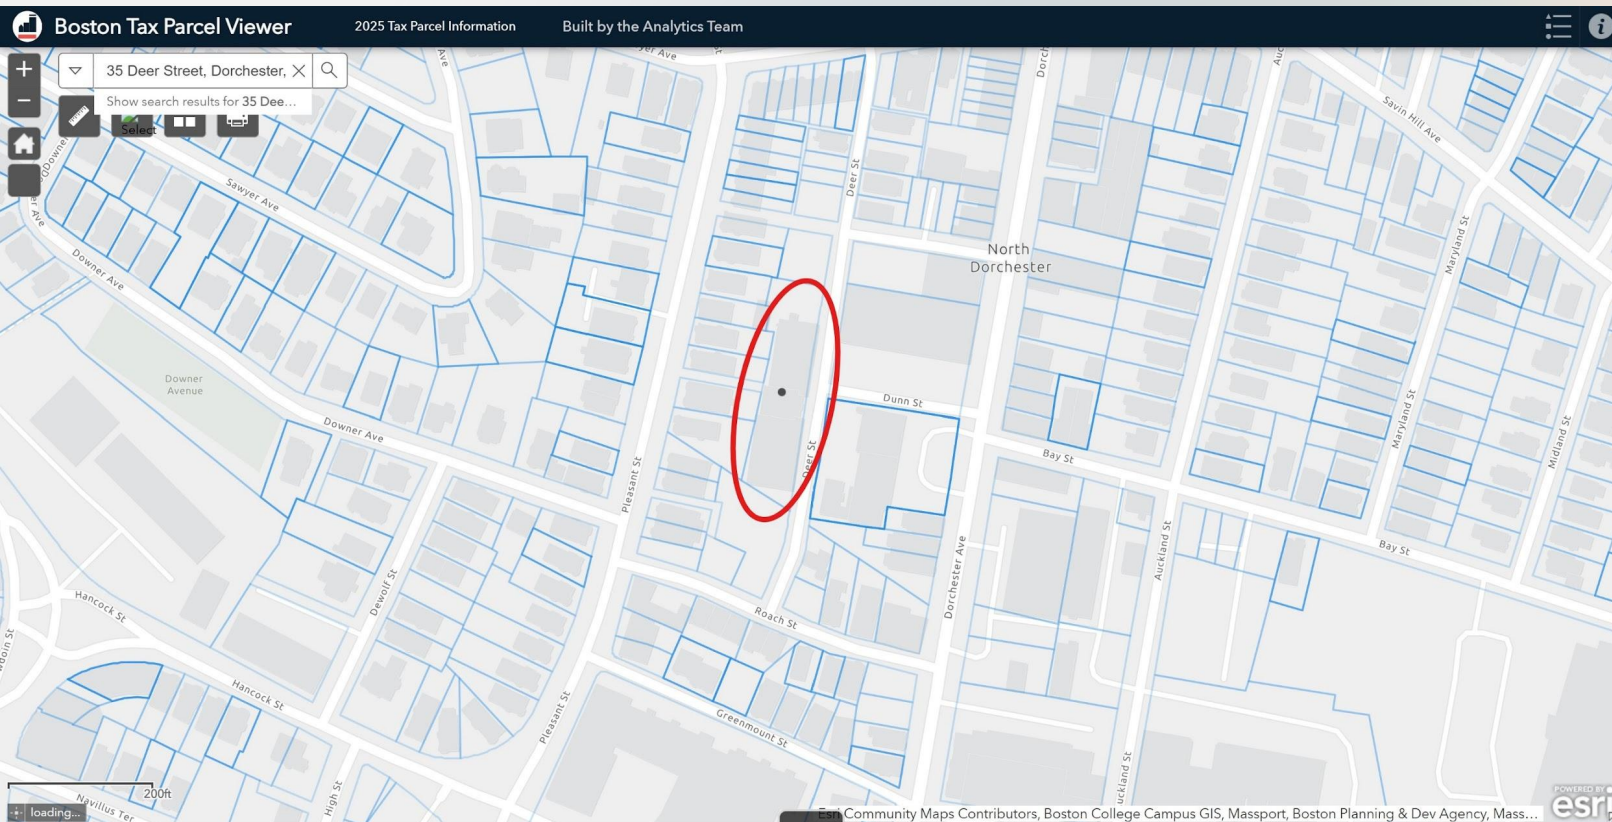 Boston Tax Parcel Viewer
2025 Tax Parcel Information
Built by the Analytics Team
35 Deer Street, Dorchester,
Show search results for 35 Dee...
Select
Savin Hill Ave
Deer St
Sawyer Ave
Downer Ave
North
Dorchester
Maryland St
Downer
Avenue
Dunn St
Downer Ave
Maryland St
Midland St
Deer St
Bay St
Pleasant St
Auckland St
Bay St
Dorchester Ave
Dewolf St
Hancock St
Roach St
Hancock St
Pleasant St
Greenmount St
High St
200ft
Navillus Ter
loading...
Esri Community Maps Contributors, Boston College Campus GIS, Massport, Boston Planning & Dev Agency, Mass...
POWERED BY
esri